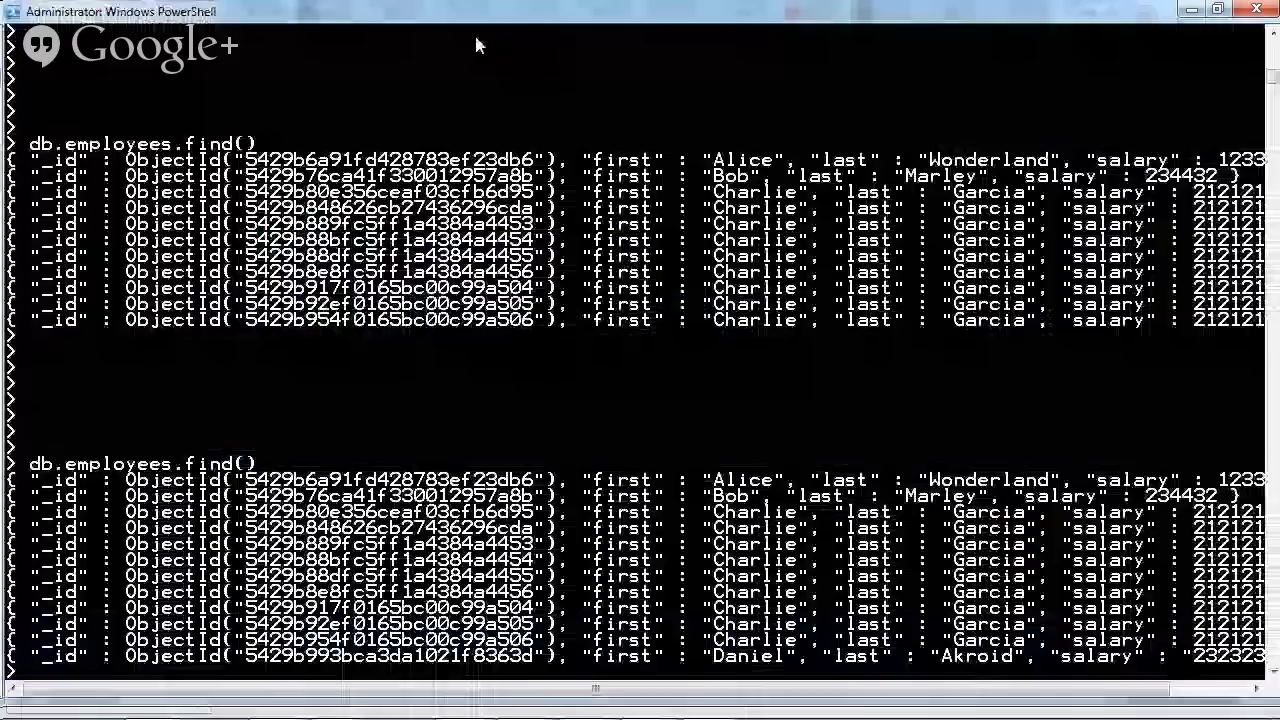 Administrator: Windows PowerShell
Google+
>
>
>
>
>
>
>
> db.employees.find()
{ "_id" : ObjectId("5429b6a91fd428783ef23db6"), "first" : "Alice", "last" : "Wonderland", "salary" : 1233
{ "_id" : ObjectId("5429b76ca41f330012957a8b"), "first" : "Bob", "last" : "Marley", "salary" : 234432 }
{ "_id" : ObjectId("5429b80e356ceaf03cfb6d95"), "first" : "Charlie", "last" : "Garcia", "salary" : 212121
{ "_id" : ObjectId("5429b848626cb27436296cda"), "first" : "Charlie", "last" : "Garcia", "salary" : 212121
{ "_id" : ObjectId("5429b889fc5ff1a4384a4453"), "first" : "Charlie", "last" : "Garcia", "salary" : 212121
{ "_id" : ObjectId("5429b88bfc5ff1a4384a4454"), "first" : "Charlie", "last" : "Garcia", "salary" : 212121
{ "_id" : ObjectId("5429b88dfc5ff1a4384a4455"), "first" : "Charlie", "last" : "Garcia", "salary" : 212121
{ "_id" : ObjectId("5429b8e8fc5ff1a4384a4456"), "first" : "Charlie", "last" : "Garcia", "salary" : 212121
{ "_id" : ObjectId("5429b917f0165bc00c99a504"), "first" : "Charlie", "last" : "Garcia", "salary" : 212121
{ "_id" : ObjectId("5429b92ef0165bc00c99a505"), "first" : "Charlie", "last" : "Garcia", "salary" : 212121
{ "_id" : ObjectId("5429b954f0165bc00c99a506"), "first" : "Charlie", "last" : "Garcia", "salary" : 212121
>
>
>
>
>
>
>
>
> db.employees.find()
{ "_id" : ObjectId("5429b6a91fd428783ef23db6"), "first" : "Alice", "last" : "Wonderland", "salary" : 1233
{ "_id" : ObjectId("5429b76ca41f330012957a8b"), "first" : "Bob", "last" : "Marley", "salary" : 234432 }
{ "_id" : ObjectId("5429b80e356ceaf03cfb6d95"), "first" : "Charlie", "last" : "Garcia", "salary" : 212121
{ "_id" : ObjectId("5429b848626cb27436296cda"), "first" : "Charlie", "last" : "Garcia", "salary" : 212121
{ "_id" : ObjectId("5429b889fc5ff1a4384a4453"), "first" : "Charlie", "last" : "Garcia", "salary" : 212121
{ "_id" : ObjectId("5429b88bfc5ff1a4384a4454"), "first" : "Charlie", "last" : "Garcia", "salary" : 212121
{ "_id" : ObjectId("5429b88dfc5ff1a4384a4455"), "first" : "Charlie", "last" : "Garcia", "salary" : 212121
{ "_id" : ObjectId("5429b8e8fc5ff1a4384a4456"), "first" : "Charlie", "last" : "Garcia", "salary" : 212121
{ "_id" : ObjectId("5429b917f0165bc00c99a504"), "first" : "Charlie", "last" : "Garcia", "salary" : 212121
{ "_id" : ObjectId("5429b92ef0165bc00c99a505"), "first" : "Charlie", "last" : "Garcia", "salary" : 212121
{ "_id" : ObjectId("5429b954f0165bc00c99a506"), "first" : "Charlie", "last" : "Garcia", "salary" : 212121
{ "_id" : ObjectId("5429b993bca3da1021f8363d"), "first" : "Daniel", "last" : "Akroid", "salary" : "232323
>